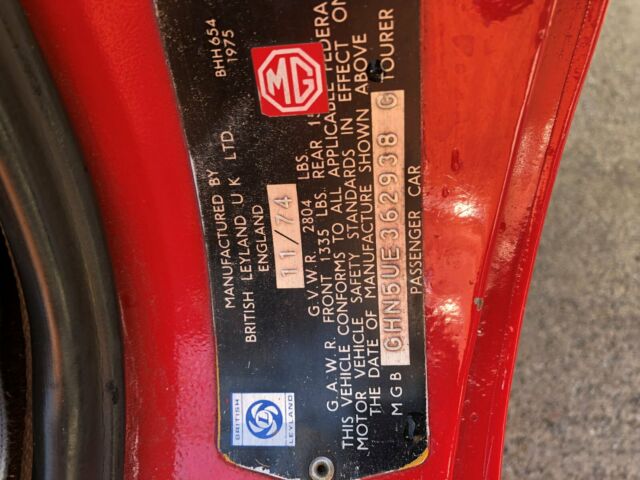 BHH 654
1975
MG
MANUFACTURED BY
BRITISH LEYLAND U K LTD.
ENGLAND
11/74
G.V.W.R. 2804 LBS.
G.A.W.R. FRONT 1335 LBS. REAR
THIS VEHICLE CONFORMS TO ALL APPLICABLE FEDERAL
MOTOR VEHICLE SAFETY STANDARDS IN EFFECT ON
THE DATE OF MANUFACTURE SHOWN ABOVE
MGB GHN5UE362938 G TOURER
PASSENGER CAR
BRITISH
LEYLAND